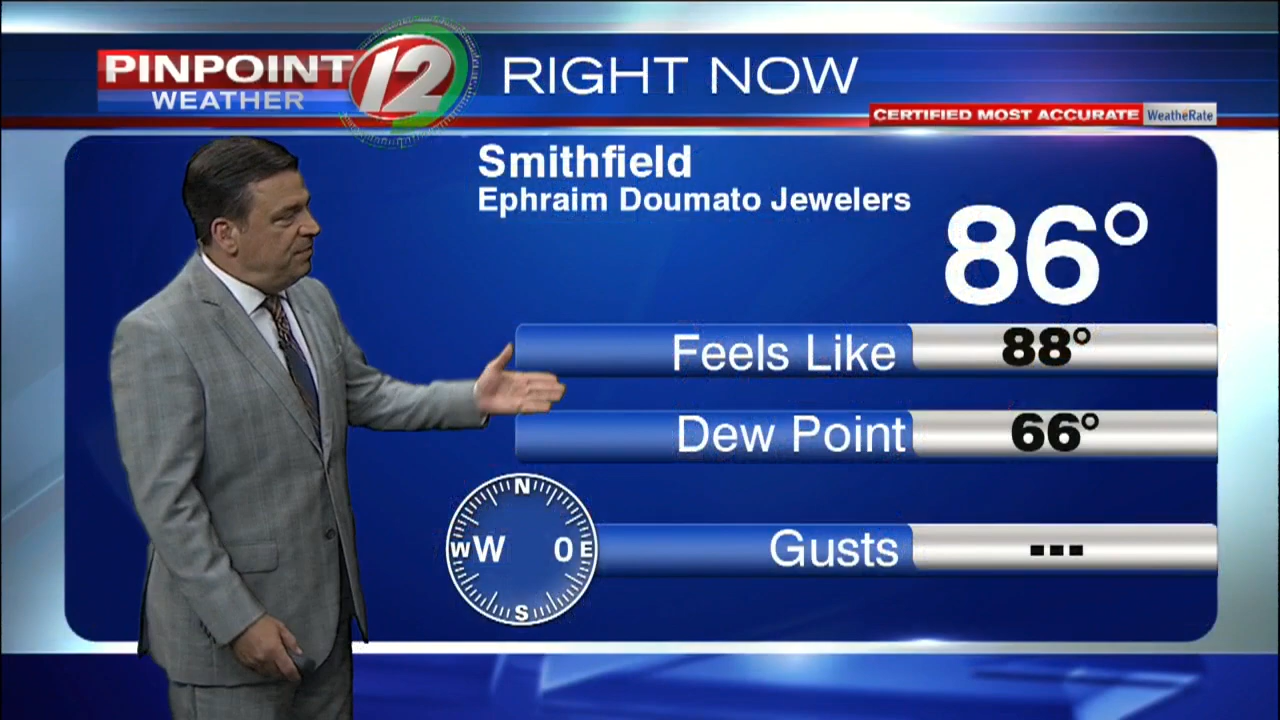 PINPOINT 12
WEATHER
RIGHT NOW
CERTIFIED MOST ACCURATE WeatheRate
Smithfield
Ephraim Doumato Jewelers
86°
Feels Like 88°
Dew Point 66°
N
W W 0 E
S
Gusts ---